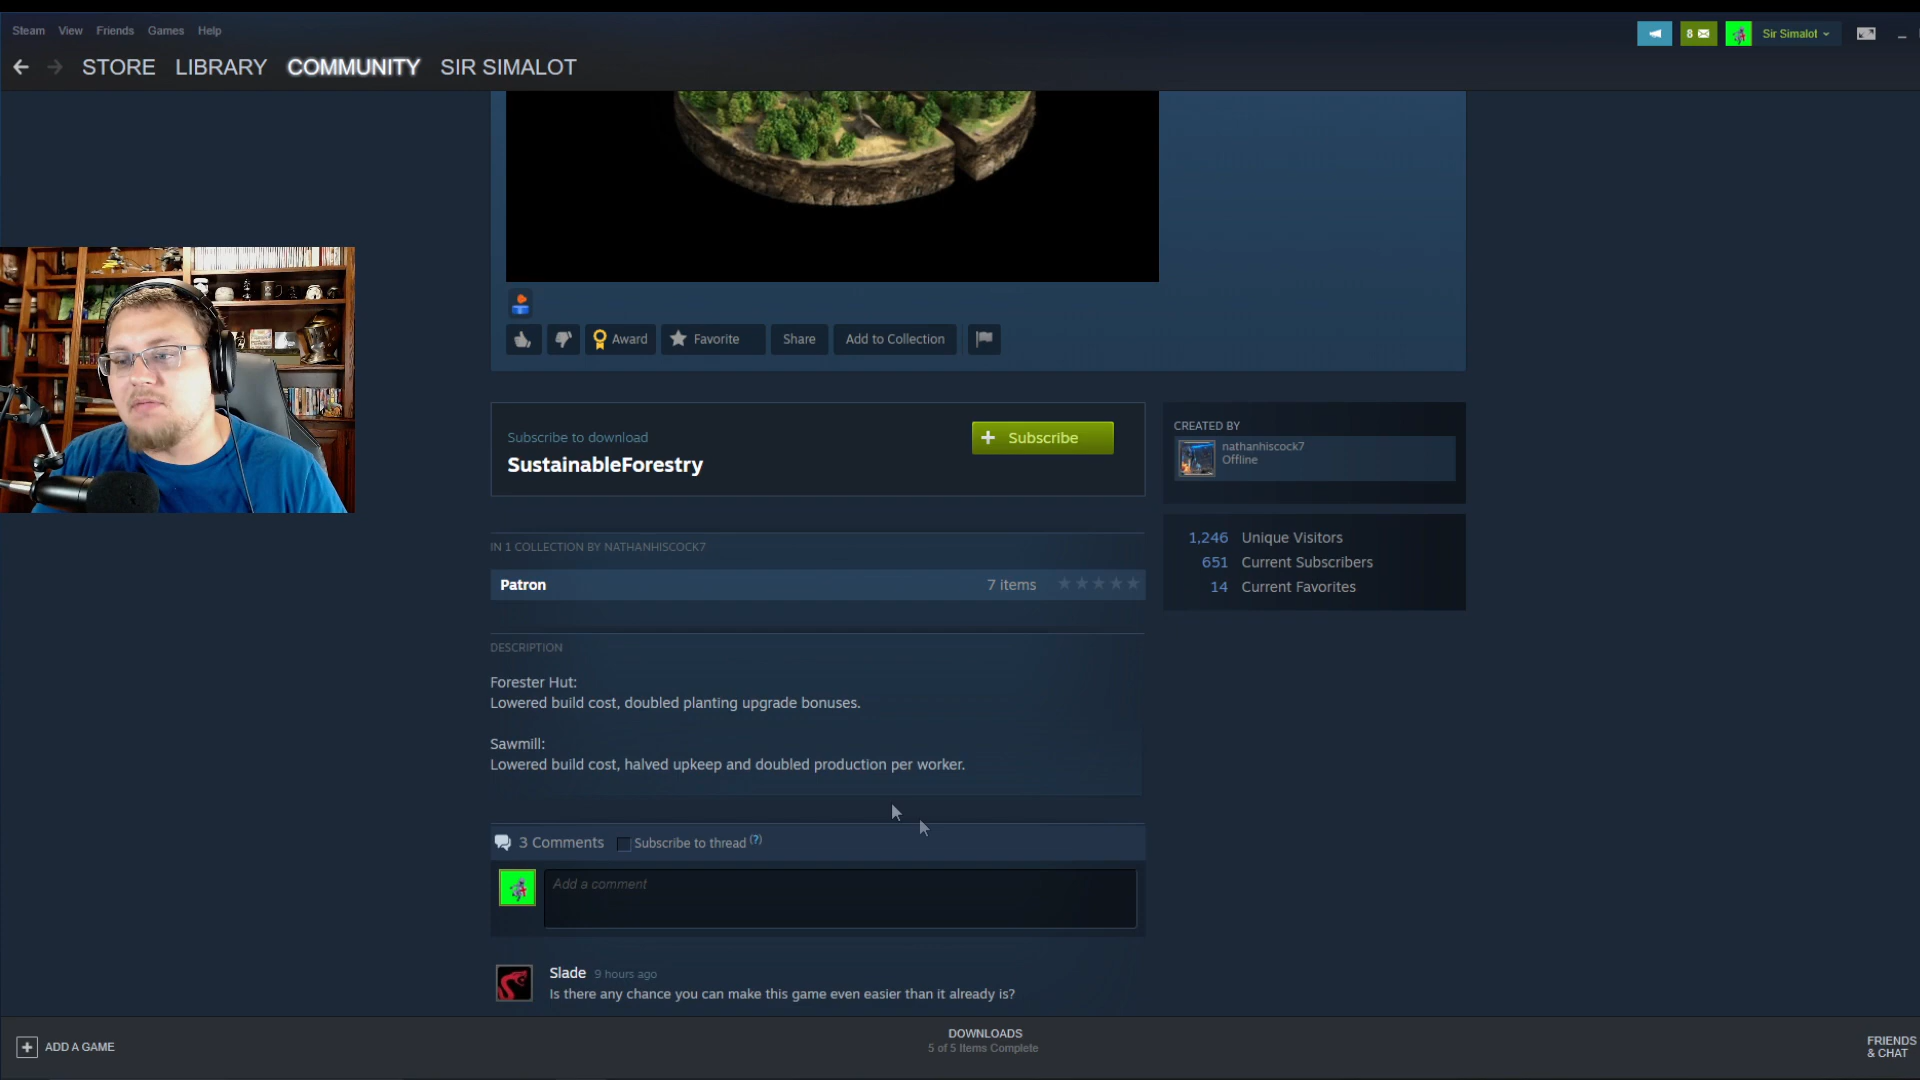 Steam View Friends Games Help
8 Sir Simalot
STORE LIBRARY COMMUNITY SIR SIMALOT
Award Favorite Share Add to Collection
Subscribe to download
SustainableForestry
+ Subscribe
CREATED BY
nathanhiscock7
Offline
1,246 Unique Visitors
651 Current Subscribers
14 Current Favorites
IN 1 COLLECTION BY NATHANHISCOCK7
Patron 7 items
DESCRIPTION
Forester Hut:
Lowered build cost, doubled planting upgrade bonuses.
Sawmill:
Lowered build cost, halved upkeep and doubled production per worker.
3 Comments Subscribe to thread (?)
Add a comment
Slade 9 hours ago
Is there any chance you can make this game even easier than it already is?
+ ADD A GAME
DOWNLOADS
5 of 5 Items Complete
FRIENDS
& CHAT